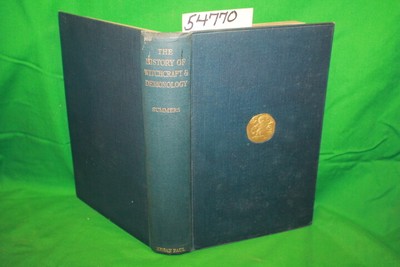 54770
THE
HISTORY OF
WITCHCRAFT &
DEMONOLOGY
SUMMERS
KEGAN PAUL